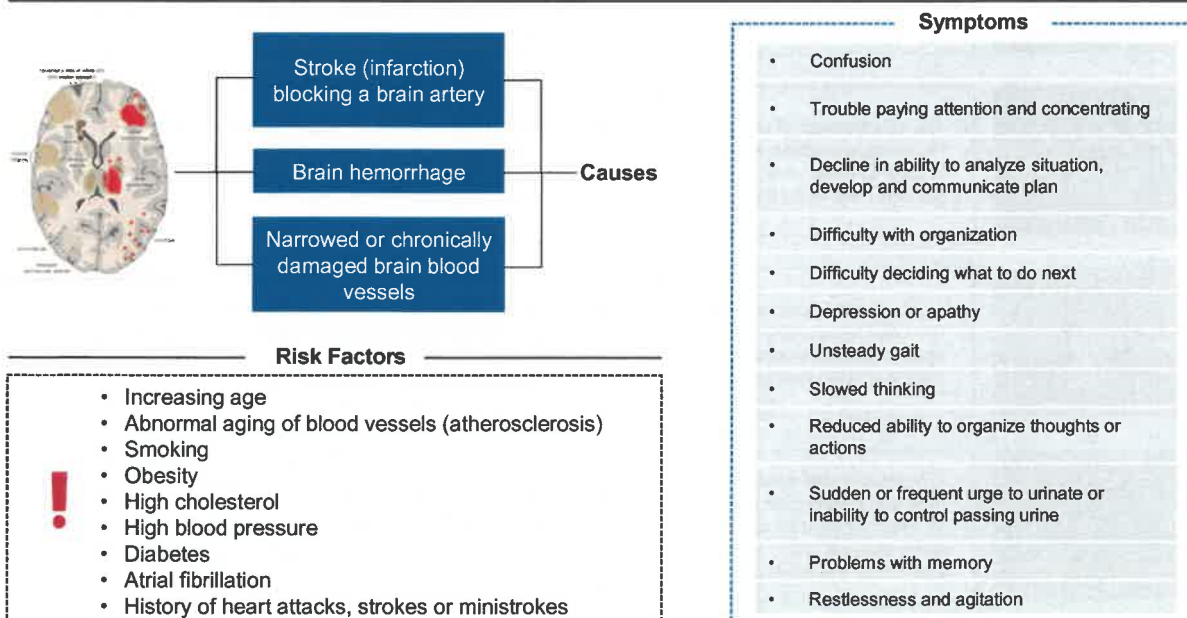 Stroke (infarction)
blocking a brain artery
Brain hemorrhage
Narrowed or chronically
damaged brain blood
vessels
Causes
Risk Factors
• Increasing age
• Abnormal aging of blood vessels (atherosclerosis)
• Smoking
• Obesity
• High cholesterol
• High blood pressure
• Diabetes
• Atrial fibrillation
• History of heart attacks, strokes or ministrokes
Symptoms
• Confusion
• Trouble paying attention and concentrating
• Decline in ability to analyze situation,
develop and communicate plan
• Difficulty with organization
• Difficulty deciding what to do next
• Depression or apathy
• Unsteady gait
• Slowed thinking
• Reduced ability to organize thoughts or
actions
• Sudden or frequent urge to urinate or
inability to control passing urine
• Problems with memory
• Restlessness and agitation